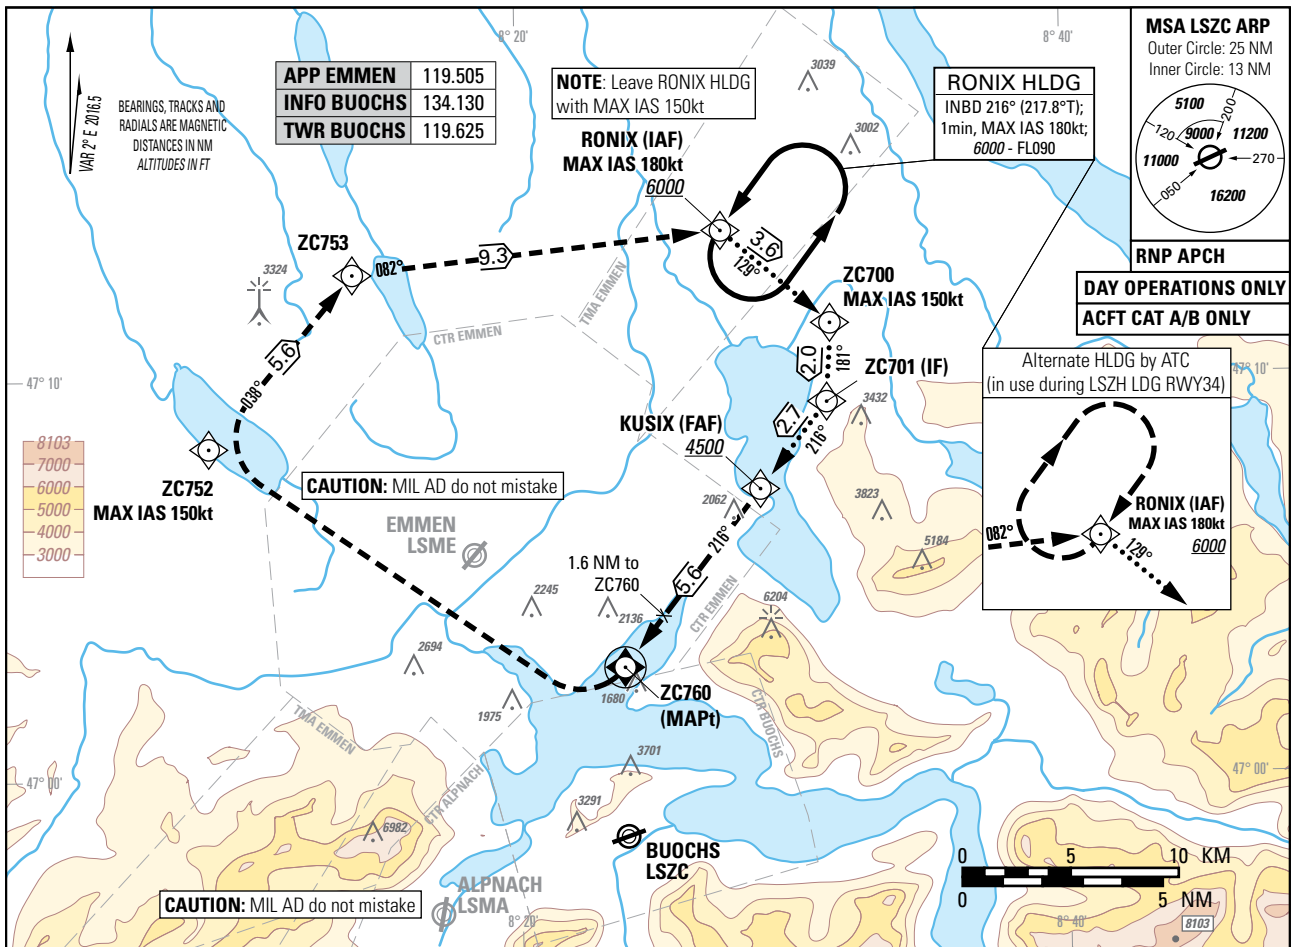 8° 20'
8° 40'
VAR 2° E 2016.5
BEARINGS, TRACKS AND
RADIALS ARE MAGNETIC
DISTANCES IN NM
ALTITUDES IN FT
APP EMMEN 119.505
INFO BUOCHS 134.130
TWR BUOCHS 119.625
NOTE: Leave RONIX HLDG
with MAX IAS 150kt
RONIX (IAF)
MAX IAS 180kt
6000
3039
3002
RONIX HLDG
INBD 216° (217.8°T);
1min, MAX IAS 180kt;
6000 - FL090
MSA LSZC ARP
Outer Circle: 25 NM
Inner Circle: 13 NM
5100
200
120
9000
11200
11000
270
050
16200
RNP APCH
DAY OPERATIONS ONLY
ACFT CAT A/B ONLY
ZC753
082°
9.3
3.6
129°
3324
5.6
038°
TMA EMMEN
CTR EMMEN
ZC700
MAX IAS 150kt
2.0
181°
ZC701 (IF)
3432
2.7
216°
KUSIX (FAF)
4500
47° 10'
47° 10'
Alternate HLDG by ATC
(in use during LSZH LDG RWY34)
RONIX (IAF)
MAX IAS 180kt
6000
082°
129°
8103
7000
6000
5000
4000
3000
ZC752
MAX IAS 150kt
CAUTION: MIL AD do not mistake
EMMEN
LSME
2062
216°
3823
5184
1.6 NM to
ZC760
5.6
CTR EMMEN
2245
2136
6204
2694
1975
1680
ZC760
(MAPt)
CTR BUOCHS
TMA EMMEN
CTR ALPNACH
3701
3291
6982
47° 00'
47° 00'
BUOCHS
LSZC
0 5 10 KM
0 5 NM
CAUTION: MIL AD do not mistake
ALPNACH
LSMA
8° 20'
8° 40'
8103